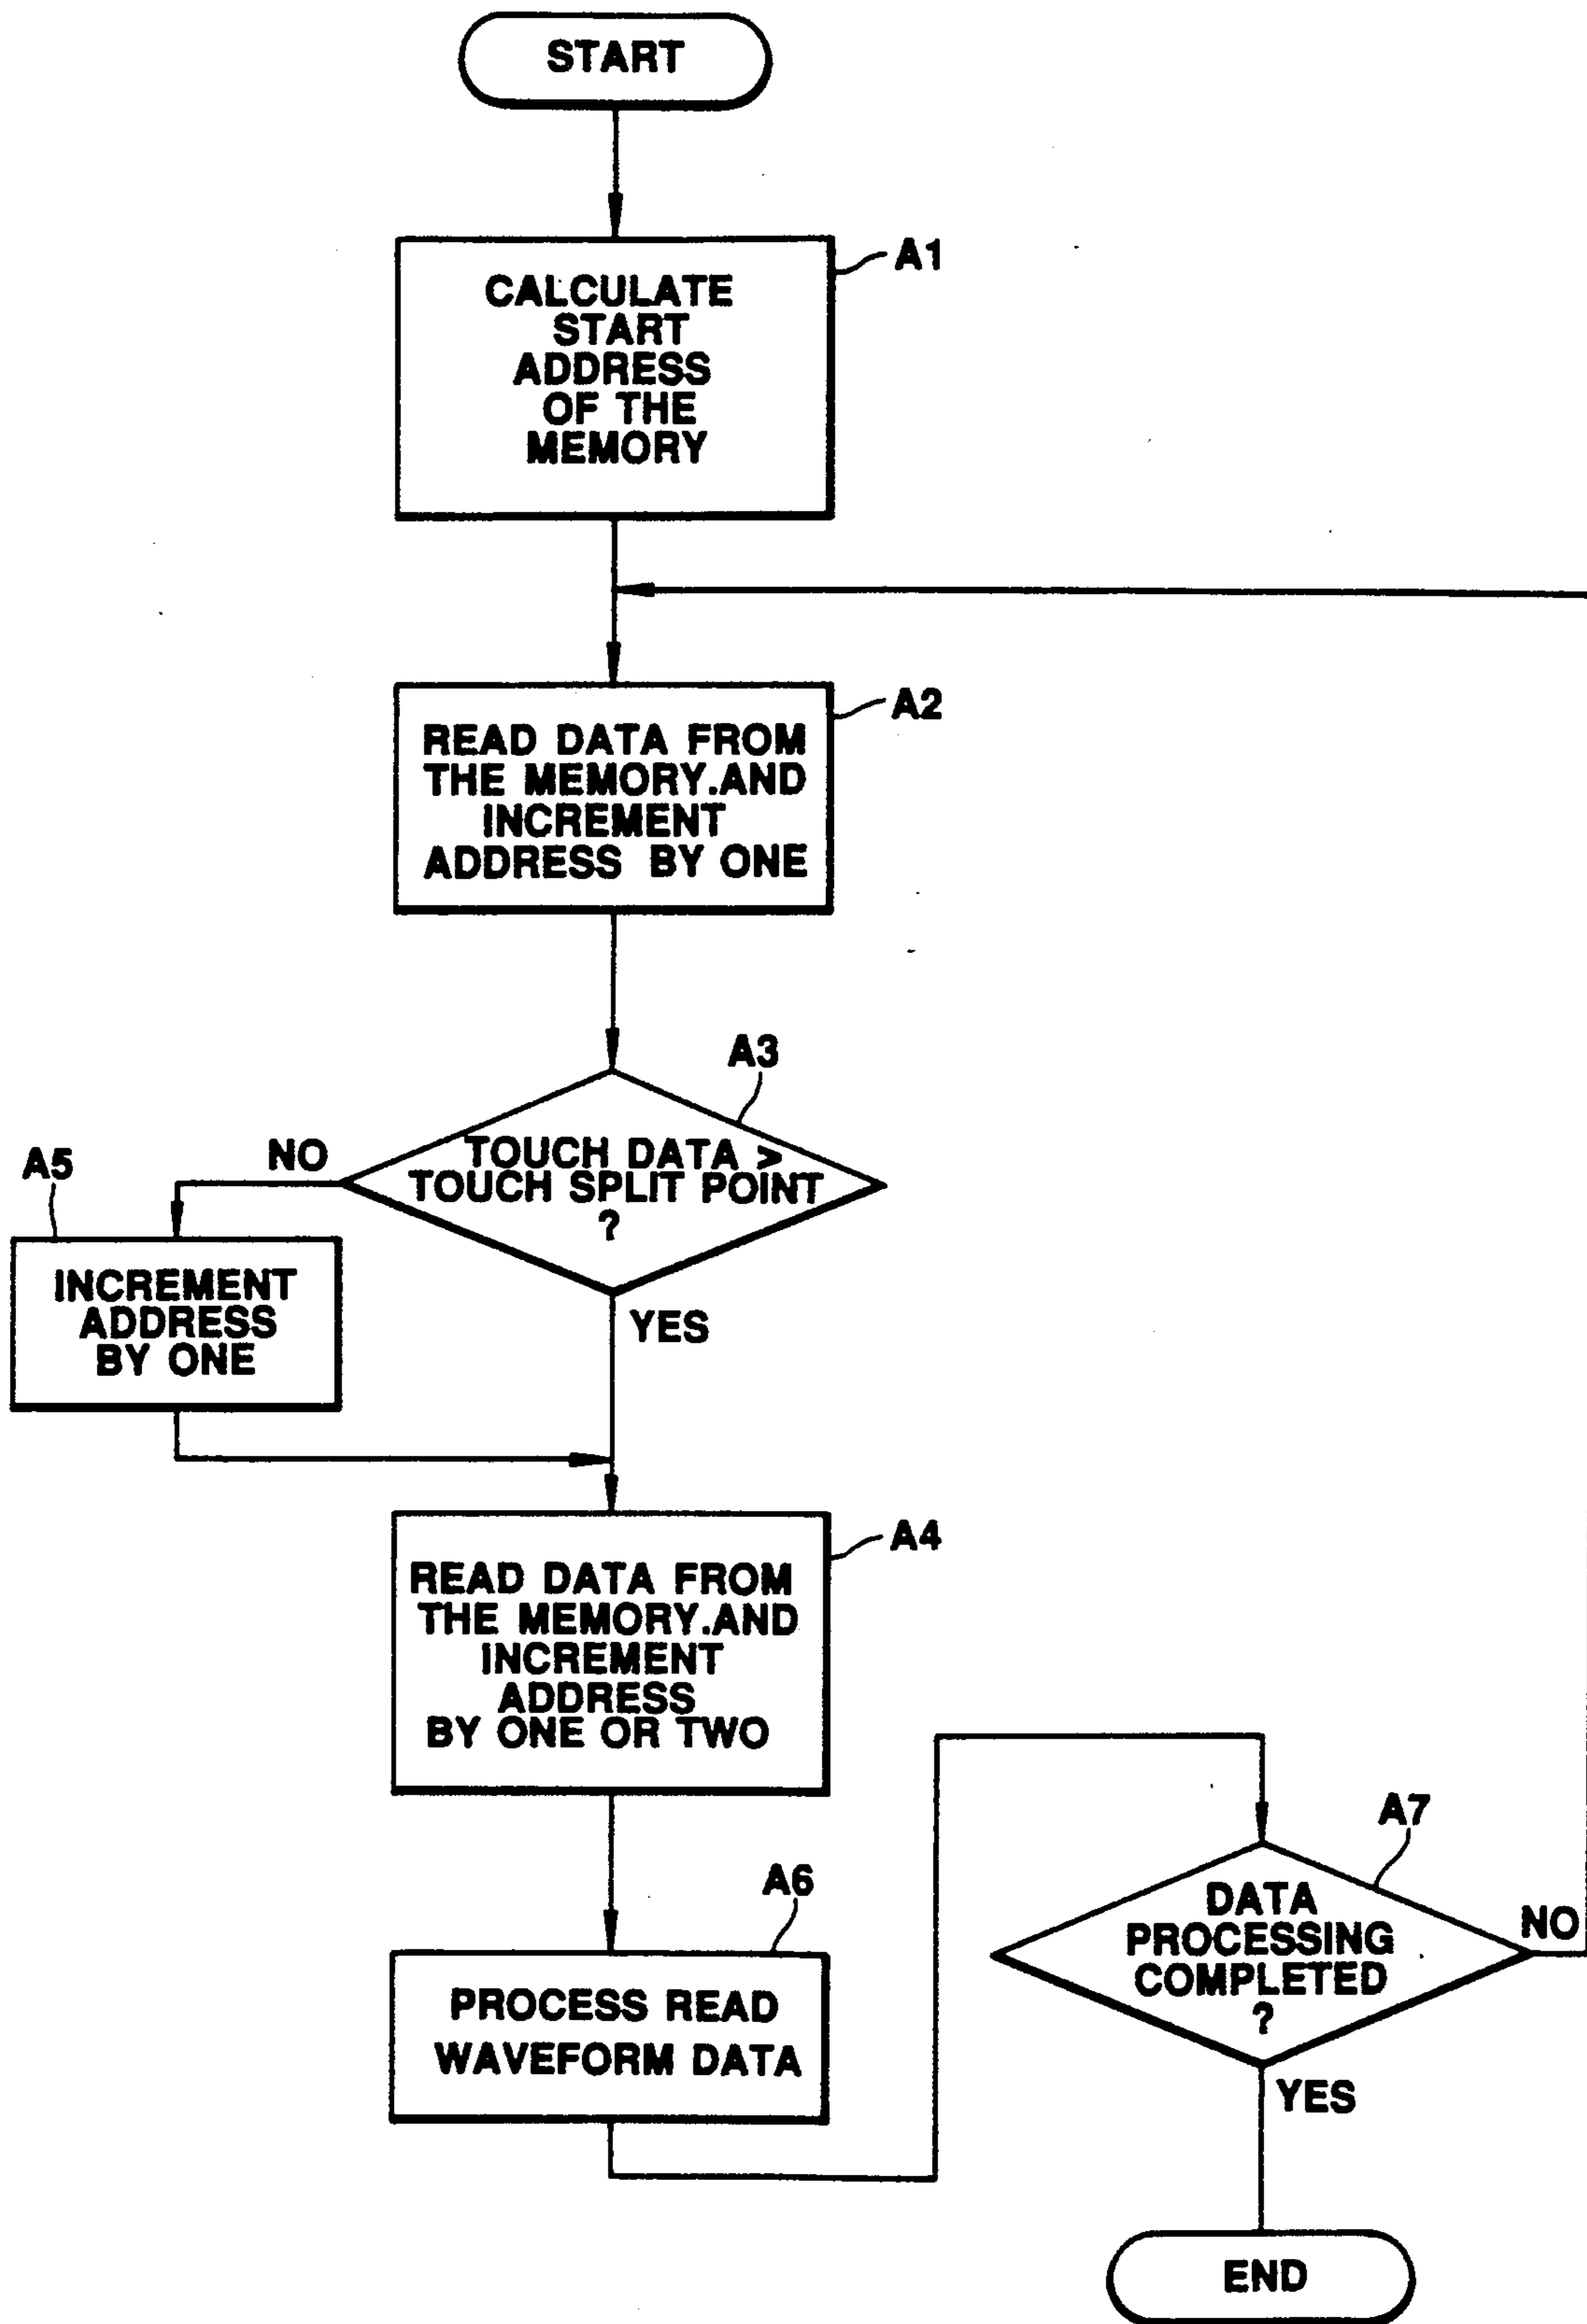 START
A1
CALCULATE
START
ADDRESS
OF THE
MEMORY
A2
READ DATA FROM
THE MEMORY.AND
INCREMENT
ADDRESS BY ONE
A3
TOUCH DATA >
TOUCH SPLIT POINT
?
NO
YES
A5
INCREMENT
ADDRESS
BY ONE
A4
READ DATA FROM
THE MEMORY.AND
INCREMENT
ADDRESS
BY ONE OR TWO
A6
PROCESS READ
WAVEFORM DATA
A7
DATA
PROCESSING
COMPLETED
?
NO
YES
END